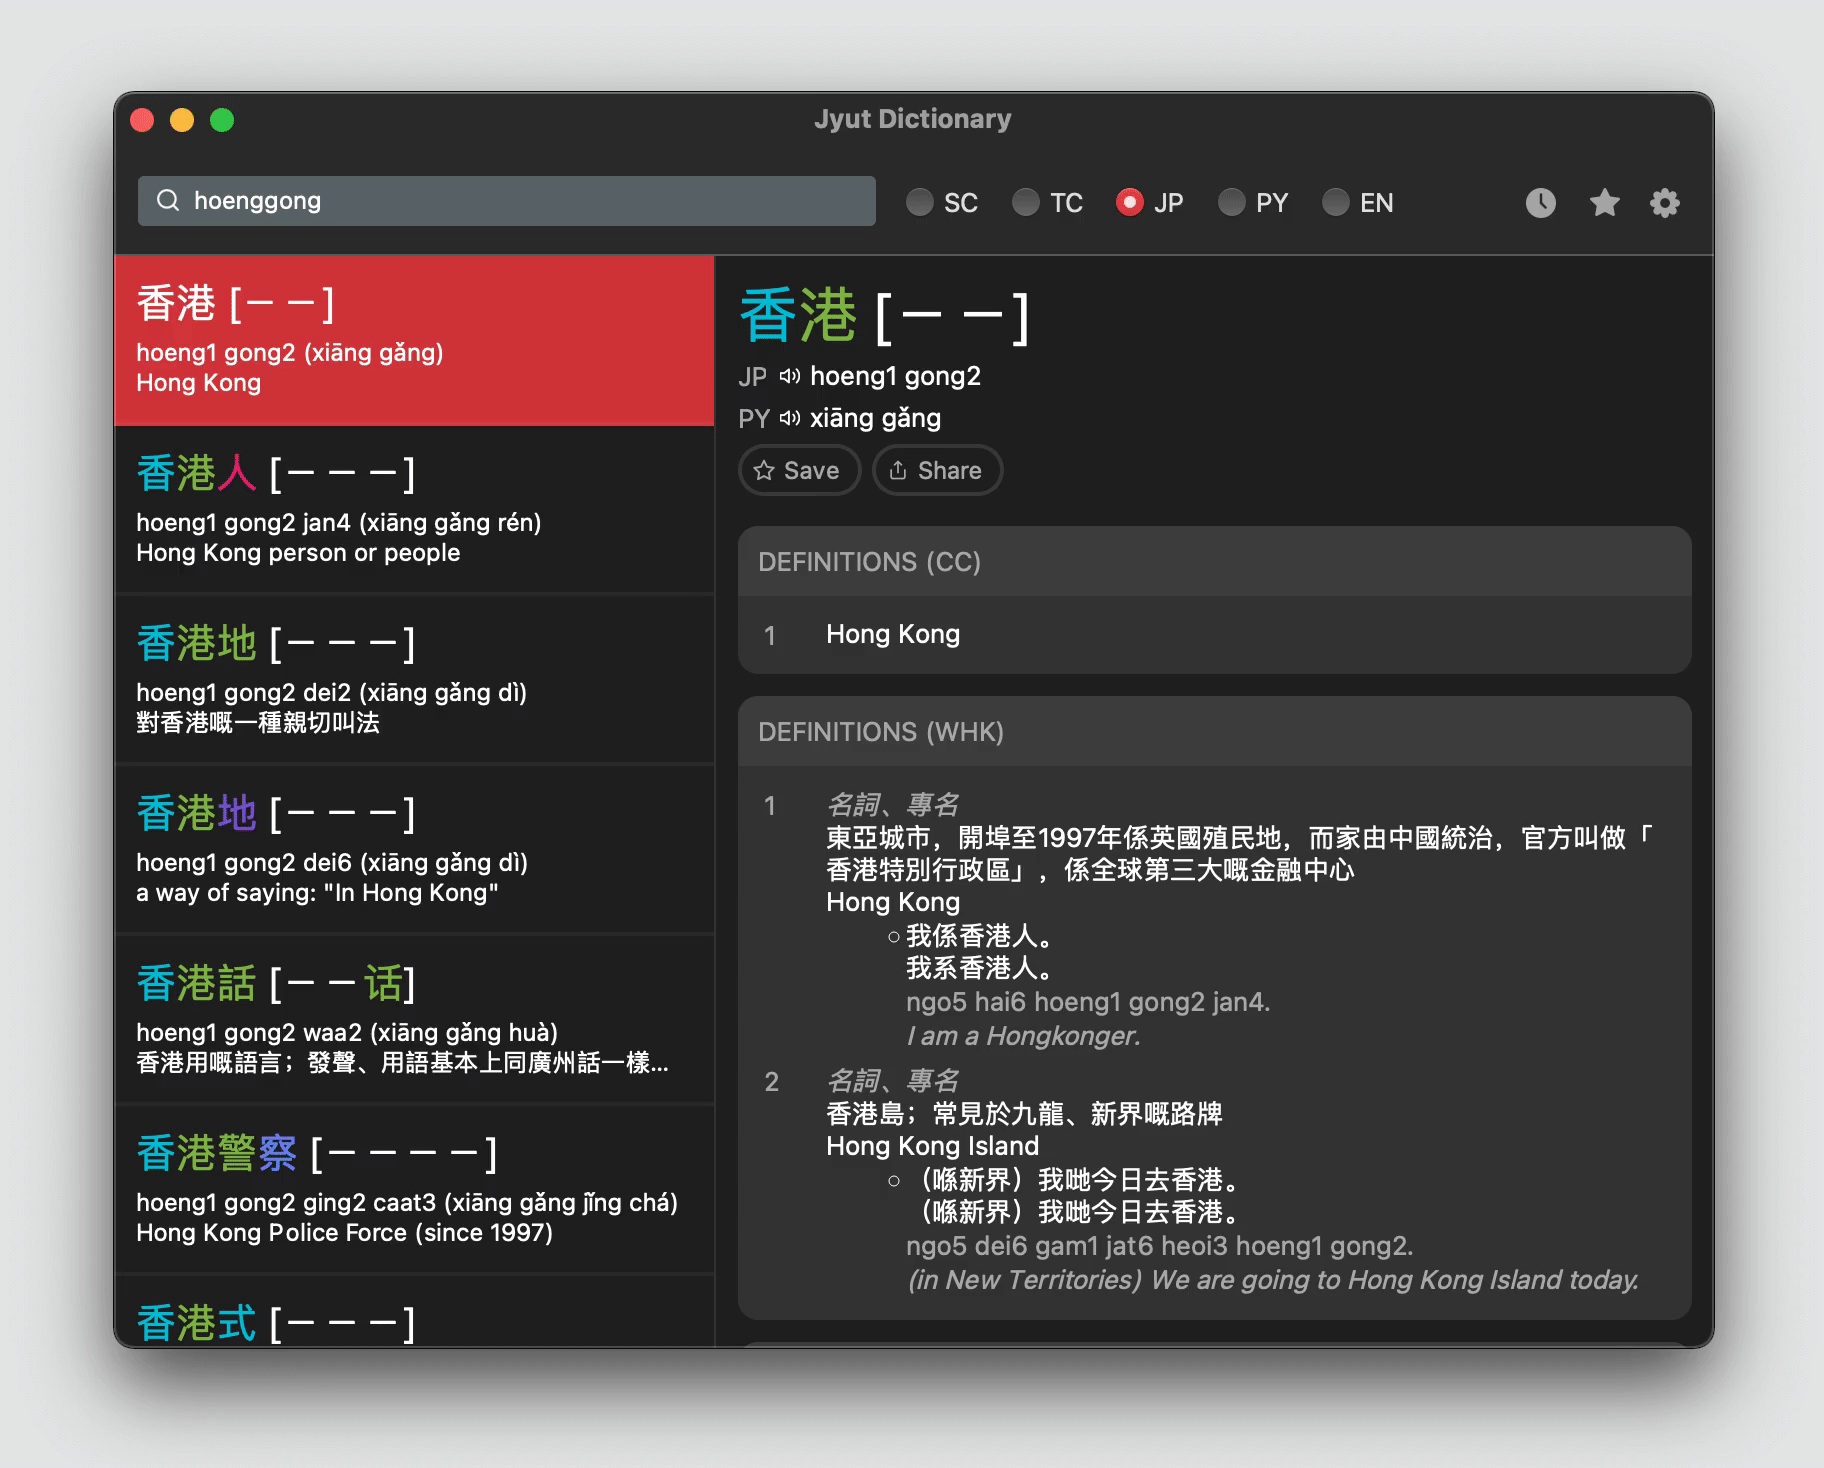 Jyut Dictionary
hoenggong
SC TC JP PY EN
香港 [－－]
hoeng1 gong2 (xiāng gǎng)
Hong Kong
香港人 [－－－]
hoeng1 gong2 jan4 (xiāng gǎng rén)
Hong Kong person or people
香港地 [－－－]
hoeng1 gong2 dei2 (xiāng gǎng dì)
對香港嘅一種親切叫法
香港地 [－－－]
hoeng1 gong2 dei6 (xiāng gǎng dì)
a way of saying: "In Hong Kong"
香港話 [－－话]
hoeng1 gong2 waa2 (xiāng gǎng huà)
香港用嘅語言；發聲、用語基本上同廣州話一樣...
香港警察 [－－－－]
hoeng1 gong2 ging2 caat3 (xiāng gǎng jǐng chá)
Hong Kong Police Force (since 1997)
香港式 [－－－]
香港 [－－]
JP hoeng1 gong2
PY xiāng gǎng
Save Share
DEFINITIONS (CC)
1 Hong Kong
DEFINITIONS (WHK)
1 名詞、專名
東亞城市，開埠至1997年係英國殖民地，而家由中國統治，官方叫做「
香港特別行政區」，係全球第三大嘅金融中心
Hong Kong
○ 我係香港人。
我系香港人。
ngo5 hai6 hoeng1 gong2 jan4.
I am a Hongkonger.
2 名詞、專名
香港島；常見於九龍、新界嘅路牌
Hong Kong Island
○ （喺新界）我哋今日去香港。
（喺新界）我哋今日去香港。
ngo5 dei6 gam1 jat6 heoi3 hoeng1 gong2.
(in New Territories) We are going to Hong Kong Island today.